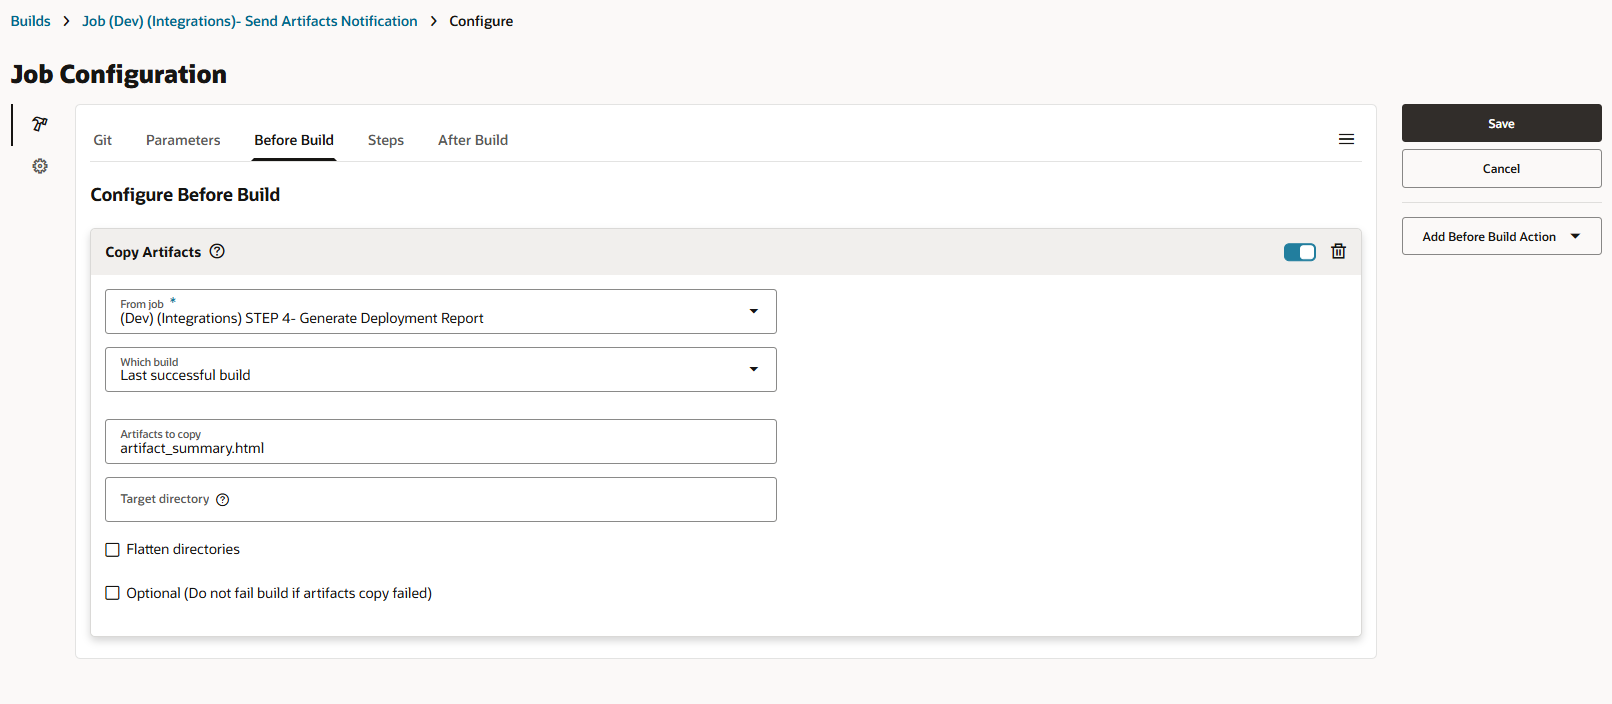 Builds > Job (Dev) (Integrations)- Send Artifacts Notification > Configure
Job Configuration
Git Parameters Before Build Steps After Build
Configure Before Build
Copy Artifacts ?
From job *
(Dev) (Integrations) STEP 4- Generate Deployment Report
Which build
Last successful build
Artifacts to copy
artifact_summary.html
Target directory ?
Flatten directories
Optional (Do not fail build if artifacts copy failed)
Save
Cancel
Add Before Build Action